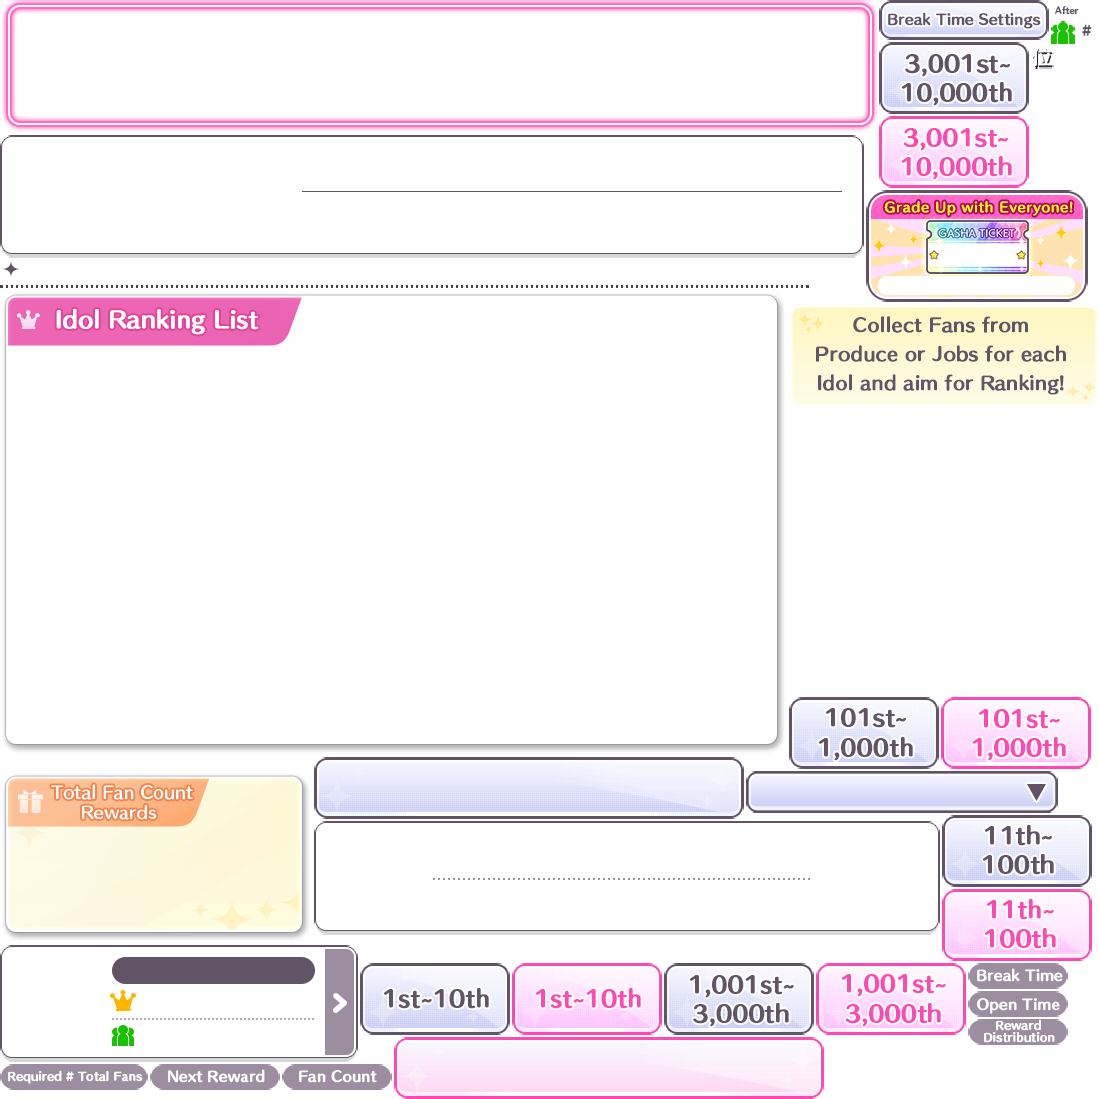 Break Time Settings
After
#
3,001st~
10,000th
3,001st~
10,000th
Grade Up with Everyone!
GASHA TICKET
Idol Ranking List
Collect Fans from
Produce or Jobs for each
Idol and aim for Ranking!
101st~
1,000th
101st~
1,000th
Total Fan Count
Rewards
11th~
100th
11th~
100th
1st~10th
1st~10th
1,001st~
3,000th
1,001st~
3,000th
Break Time
Open Time
Reward
Distribution
Required # Total Fans
Next Reward
Fan Count